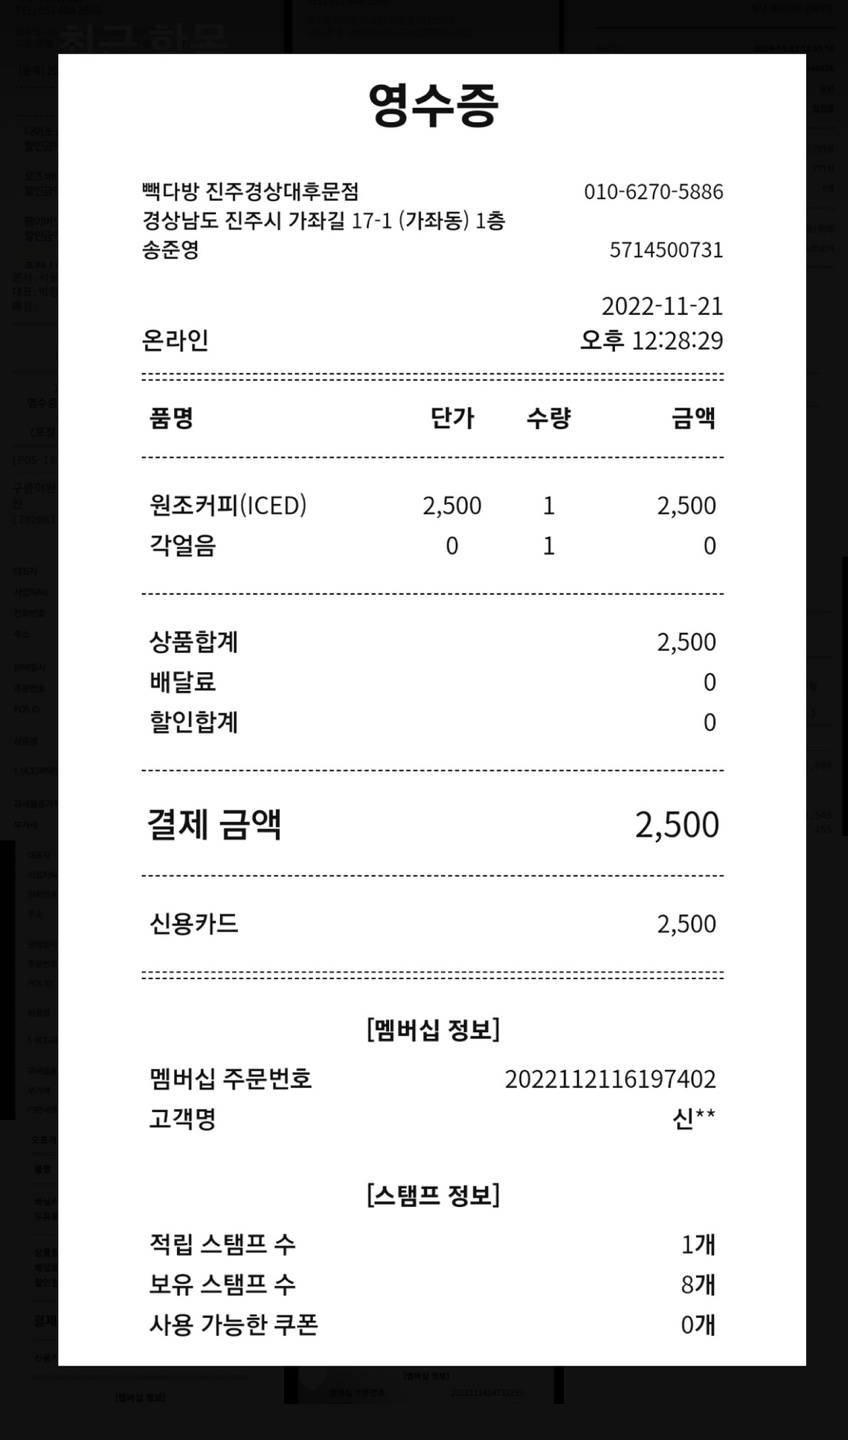 영수증
빽다방 진주경상대후문점 010-6270-5886
경상남도 진주시 가좌길 17-1 (가좌동) 1층
송준영 5714500731
2022-11-21
온라인 오후 12:28:29
품명 단가 수량 금액
원조커피(ICED) 2,500 1 2,500
각얼음 0 1 0
상품합계 2,500
배달료 0
할인합계 0
결제 금액 2,500
신용카드 2,500
[멤버십 정보]
멤버십 주문번호 2022112116197402
고객명 신**
[스탬프 정보]
적립 스탬프 수 1개
보유 스탬프 수 8개
사용 가능한 쿠폰 0개